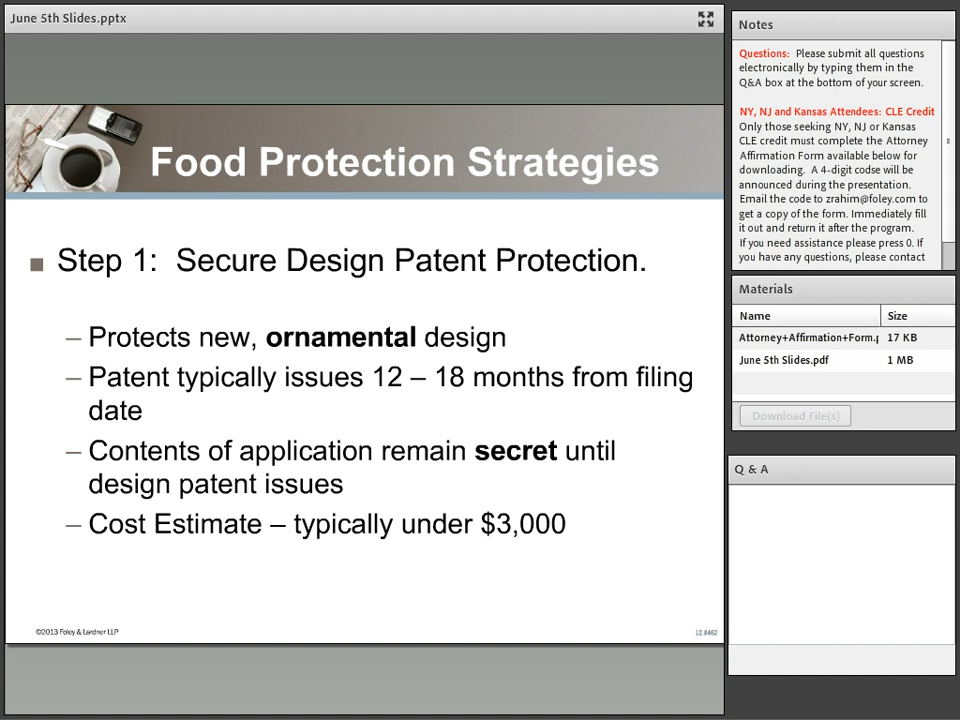 June 5th Slides.pptx
Food Protection Strategies
■ Step 1: Secure Design Patent Protection.
– Protects new, ornamental design
– Patent typically issues 12 – 18 months from filing
date
– Contents of application remain secret until
design patent issues
– Cost Estimate – typically under $3,000
©2013 Foley & Lardner LLP
12.8462
Notes
Questions: Please submit all questions
electronically by typing them in the
Q&A box at the bottom of your screen.
NY, NJ and Kansas Attendees: CLE Credit
Only those seeking NY, NJ or Kansas
CLE credit must complete the Attorney
Affirmation Form available below for
downloading. A 4-digit codse will be
announced during the presentation.
Email the code to zrahim@foley.com to
get a copy of the form. Immediately fill
it out and return it after the program.
If you need assistance please press 0. If
you have any questions, please contact
Materials
Name Size
Attorney+Affirmation+Form.p 17 KB
June 5th Slides.pdf 1 MB
Download File(s)
Q & A